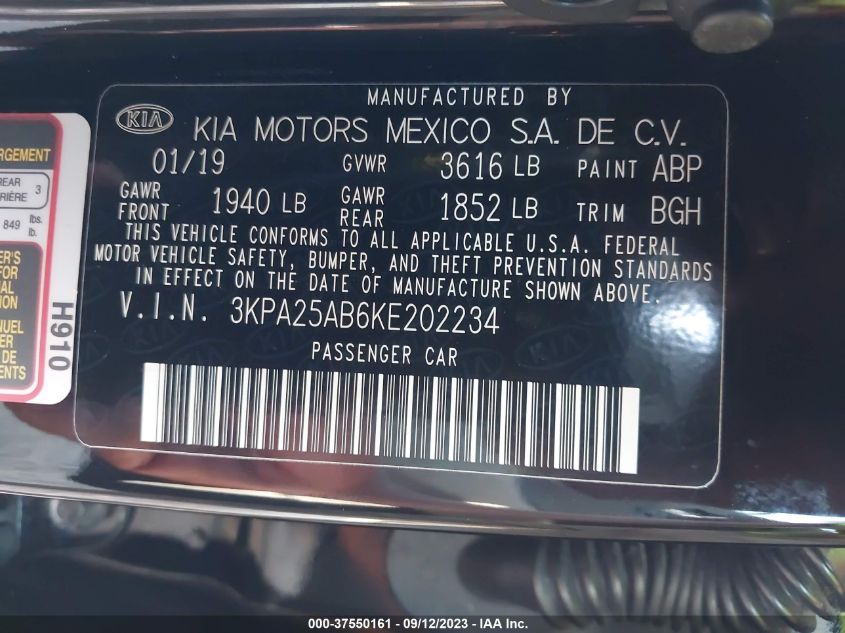 MANUFACTURED BY
KIA KIA MOTORS MEXICO S.A. DE C.V.
01/19 GVWR 3616 LB PAINT ABP
GAWR FRONT 1940 LB GAWR REAR 1852 LB TRIM BGH
THIS VEHICLE CONFORMS TO ALL APPLICABLE U.S.A. FEDERAL
MOTOR VEHICLE SAFETY, BUMPER, AND THEFT PREVENTION STANDARDS
IN EFFECT ON THE DATE OF MANUFACTURE SHOWN ABOVE.
V.I.N. 3KPA25AB6KE202234
PASSENGER CAR
REAR 3
849 lbs.
lb.
FOR
DE
H910
000-37550161 - 09/12/2023 - IAA Inc.